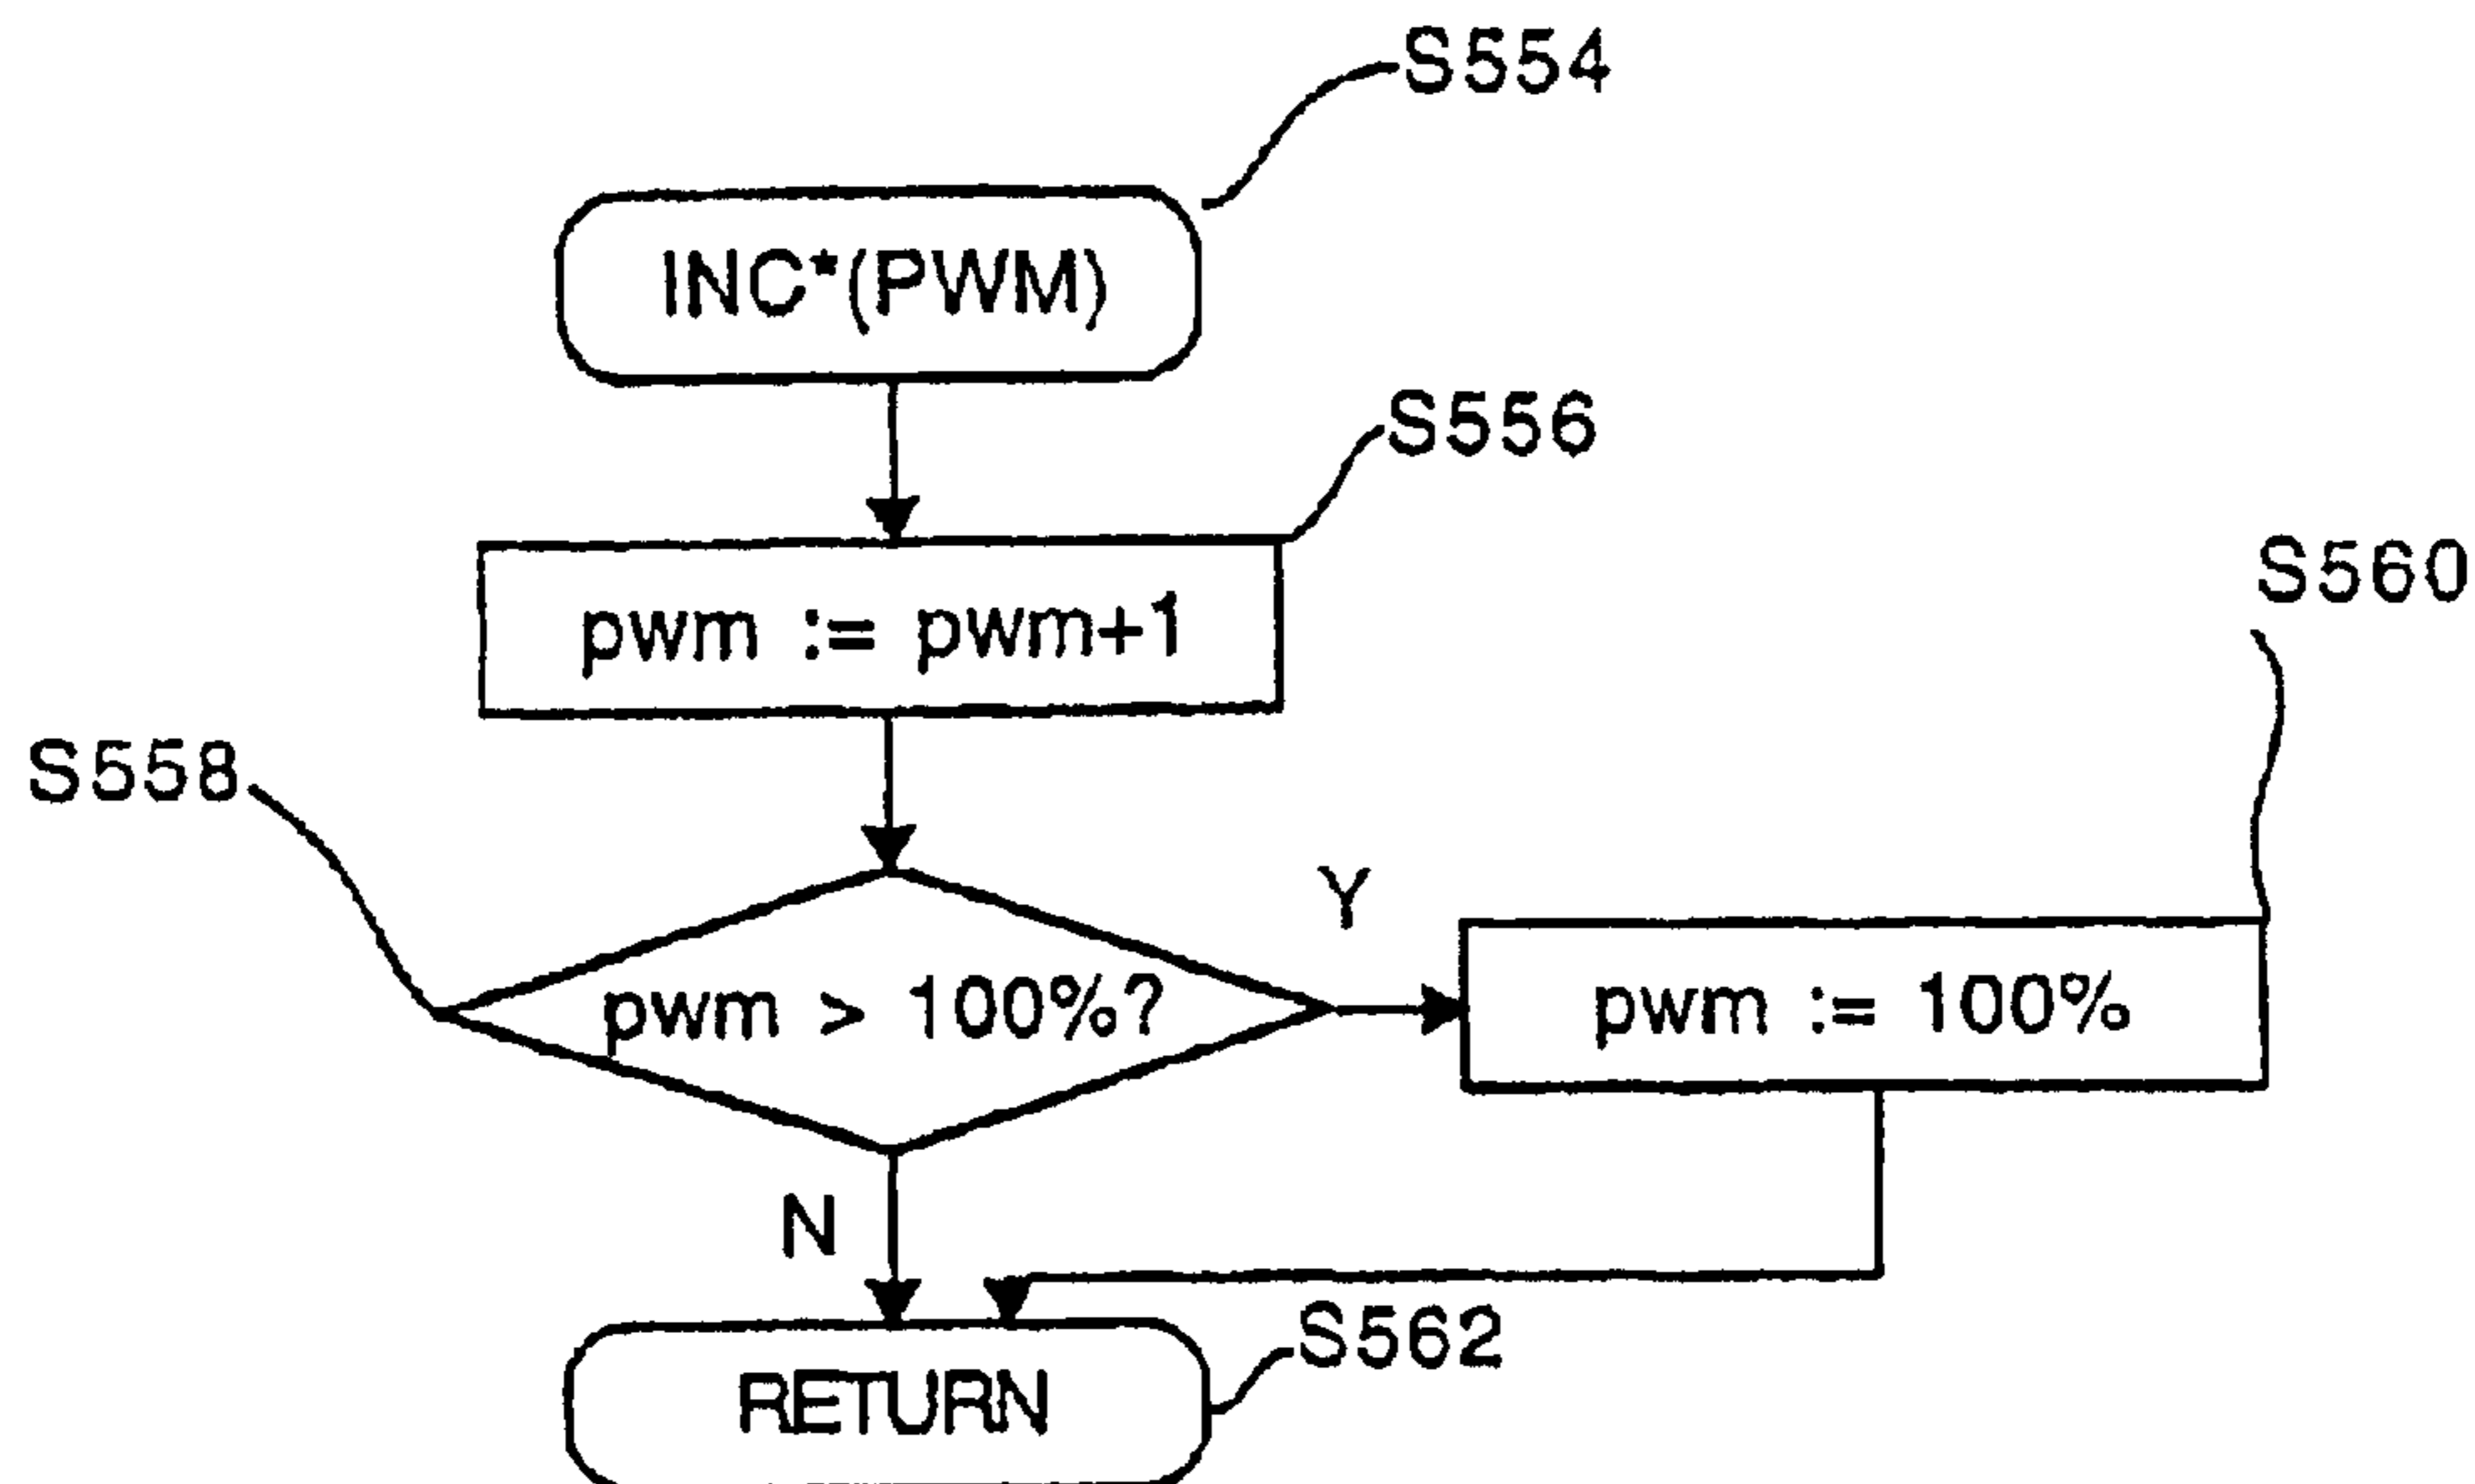 S554
INC*(PWM)
S556
pwm := pwm+1
S560
S558
Y
pwm > 100%?
pwm := 100%
N
S562
RETURN